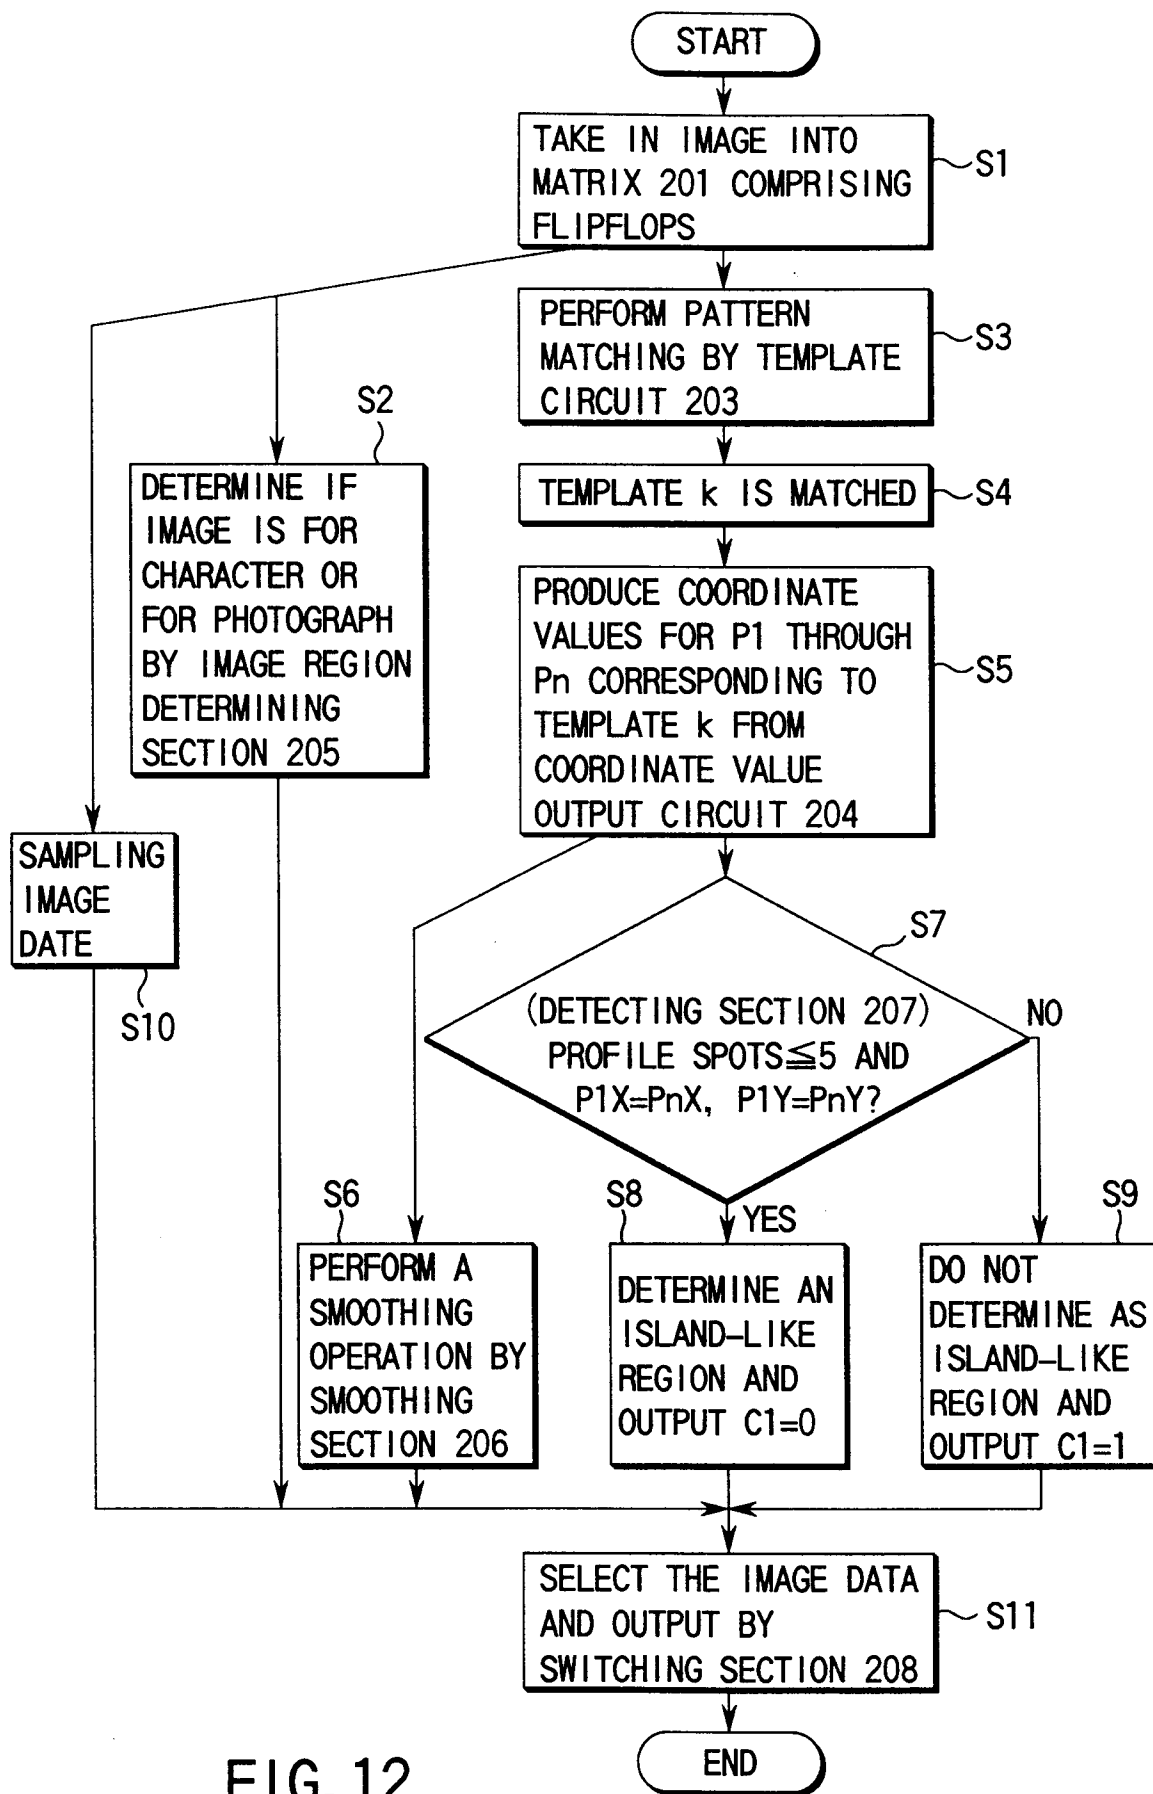 START
TAKE IN IMAGE INTO
MATRIX 201 COMPRISING
FLIPFLOPS
S1
PERFORM PATTERN
MATCHING BY TEMPLATE
CIRCUIT 203
S3
S2
DETERMINE IF
IMAGE IS FOR
CHARACTER OR
FOR PHOTOGRAPH
BY IMAGE REGION
DETERMINING
SECTION 205
TEMPLATE k IS MATCHED
S4
PRODUCE COORDINATE
VALUES FOR P1 THROUGH
Pn CORRESPONDING TO
TEMPLATE k FROM
COORDINATE VALUE
OUTPUT CIRCUIT 204
S5
SAMPLING
IMAGE
DATE
S10
S7
(DETECTING SECTION 207)
PROFILE SPOTS≦5 AND
P1X=PnX, P1Y=PnY?
NO
YES
S6
PERFORM A
SMOOTHING
OPERATION BY
SMOOTHING
SECTION 206
S8
DETERMINE AN
ISLAND-LIKE
REGION AND
OUTPUT C1=0
S9
DO NOT
DETERMINE AS
ISLAND-LIKE
REGION AND
OUTPUT C1=1
SELECT THE IMAGE DATA
AND OUTPUT BY
SWITCHING SECTION 208
S11
END
FIG. 12